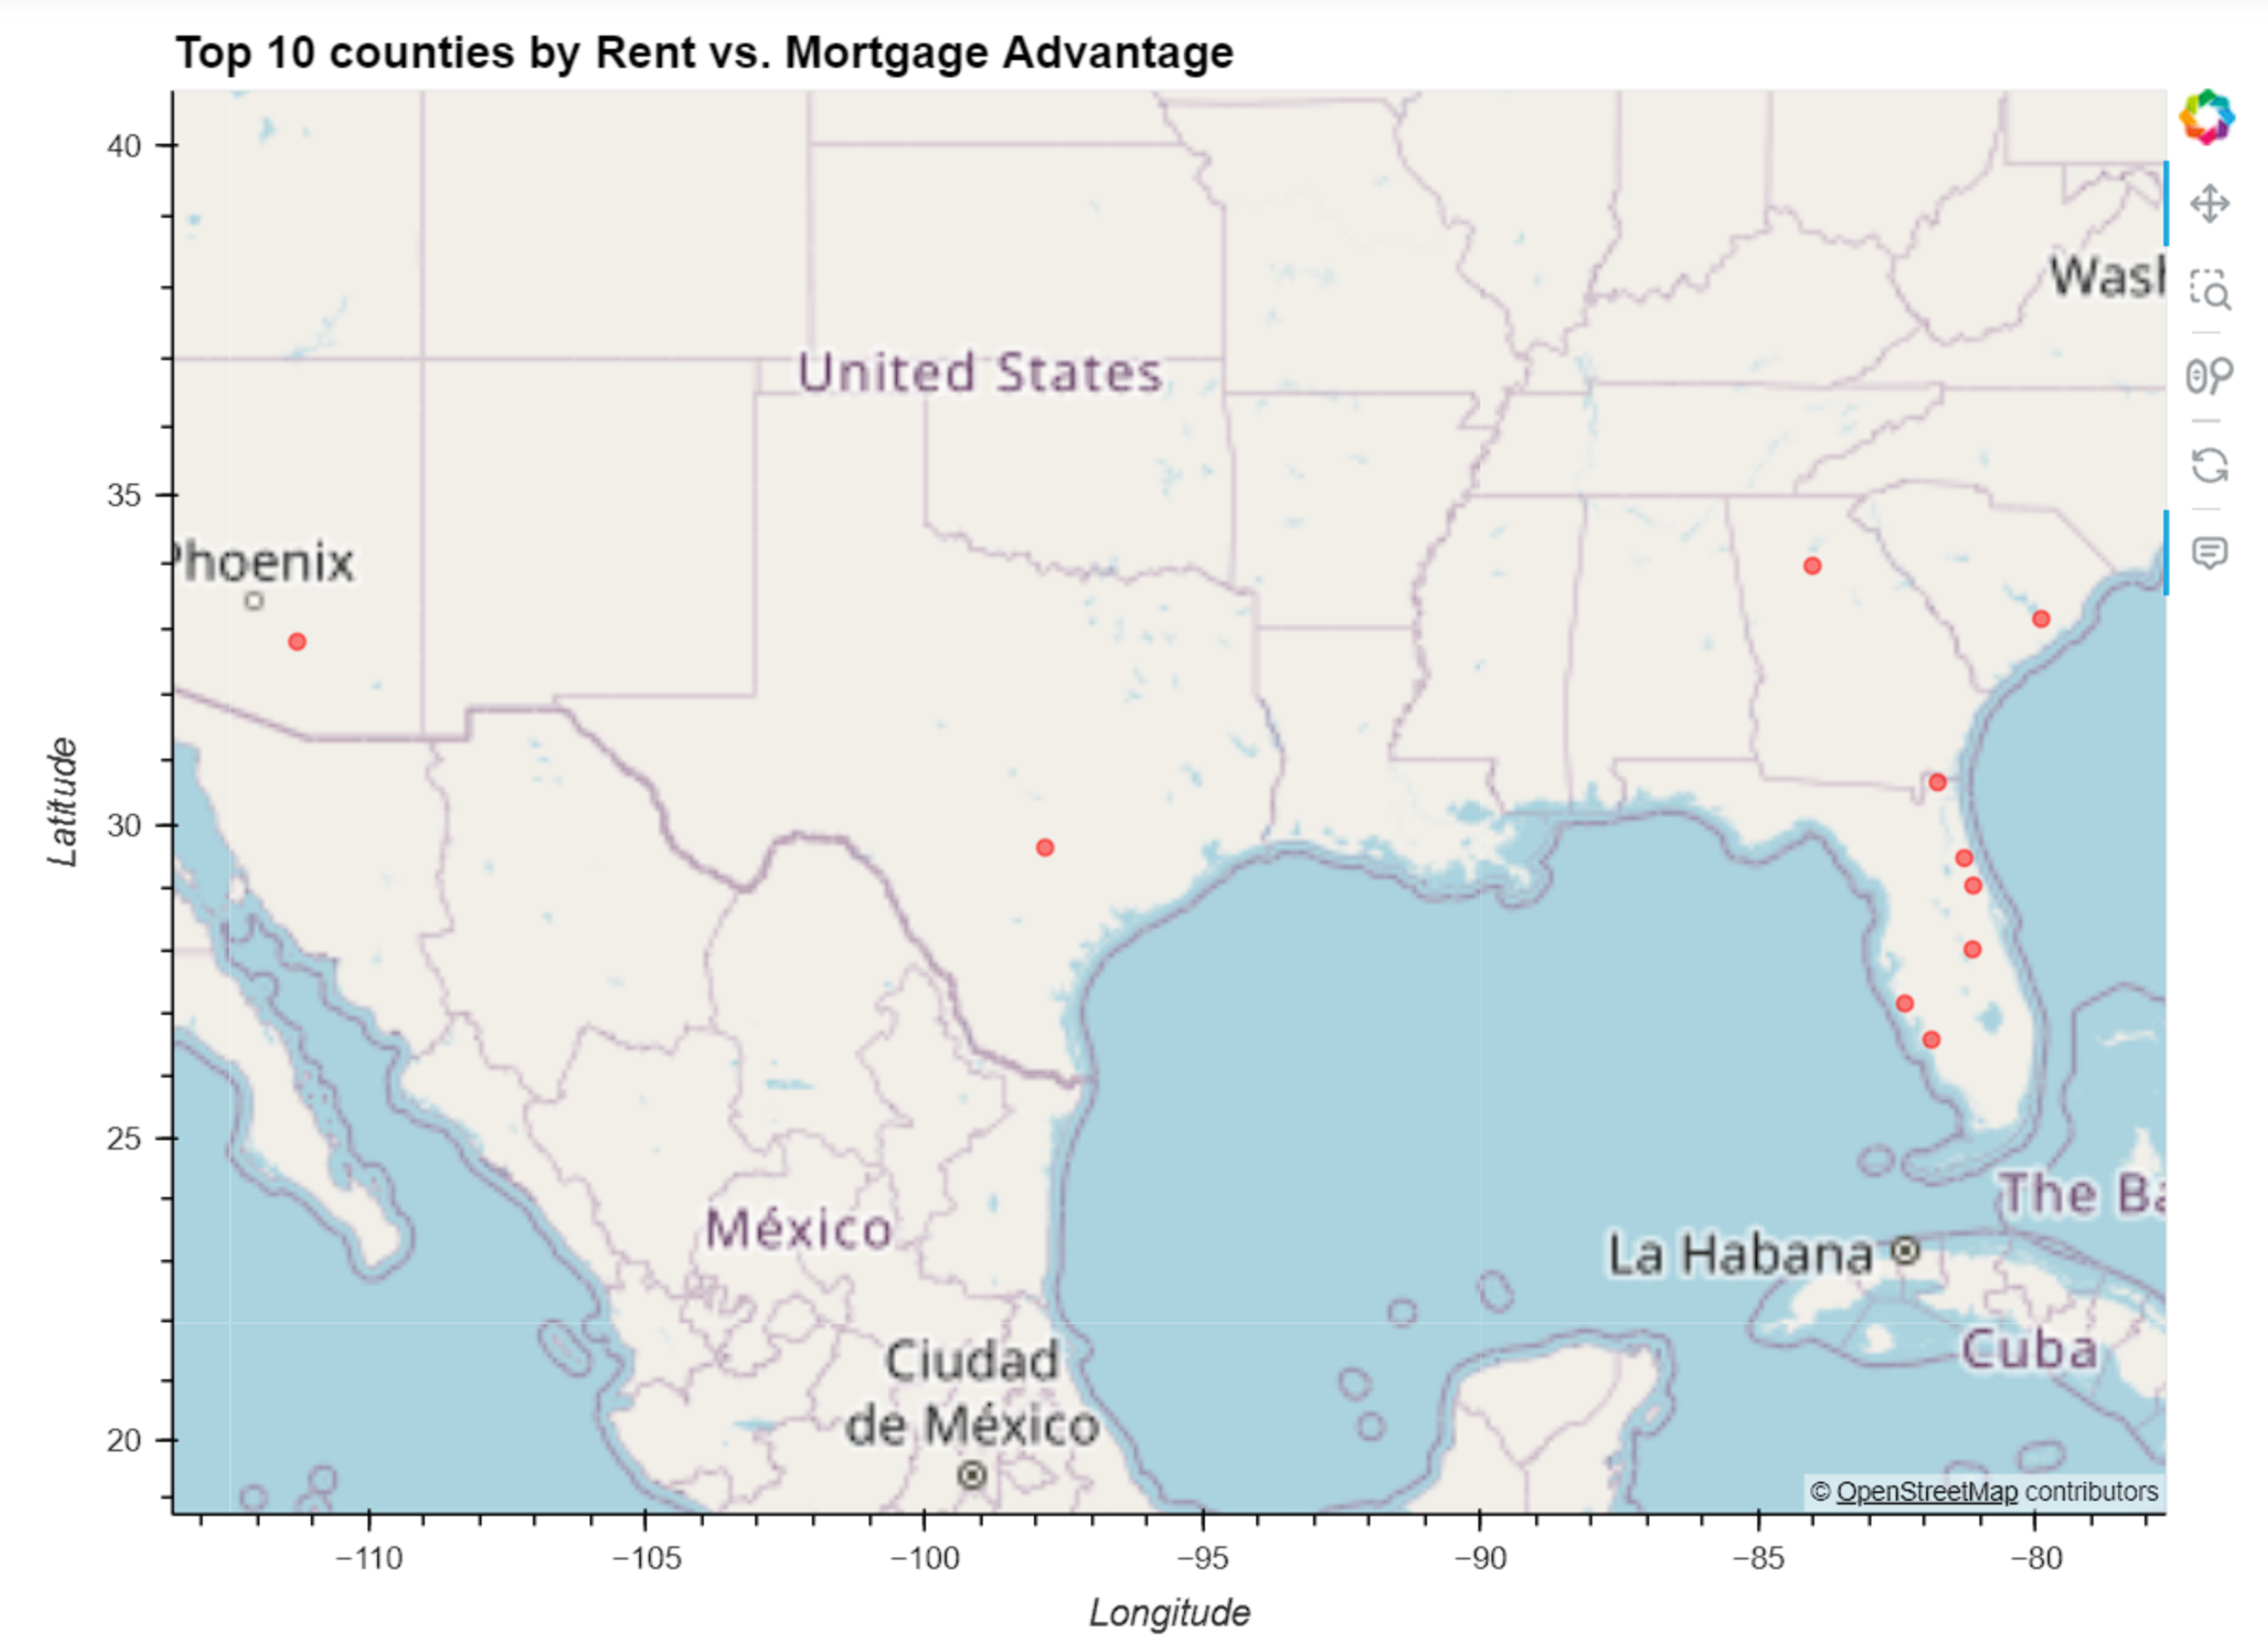 Top 10 counties by Rent vs. Mortgage Advantage
40
35
30
25
20
Latitude
United States
Wash
Phoenix
México
Ciudad
de México
La Habana
The Ba
Cuba
© OpenStreetMap contributors
−110
−105
−100
−95
−90
−85
−80
Longitude